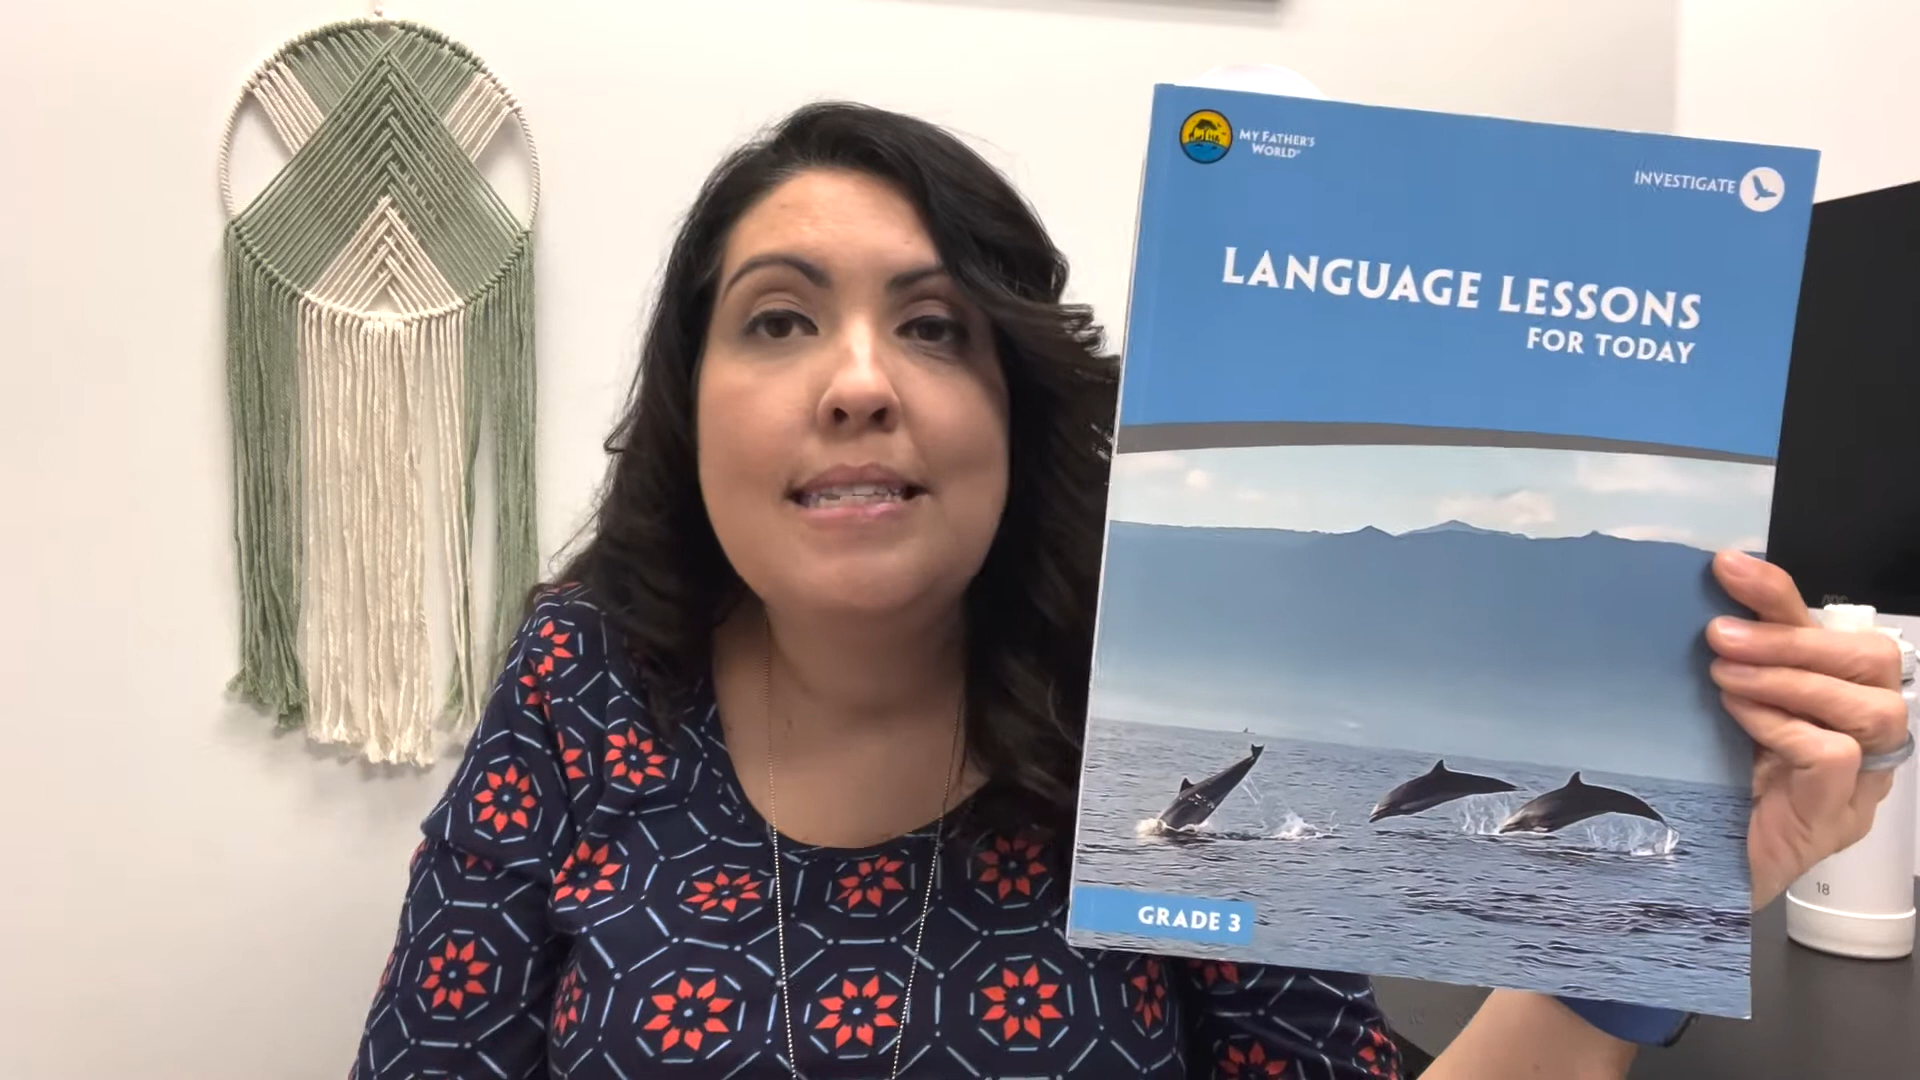 MY FATHER'S
WORLD®
INVESTIGATE
LANGUAGE LESSONS
FOR TODAY
GRADE 3
18